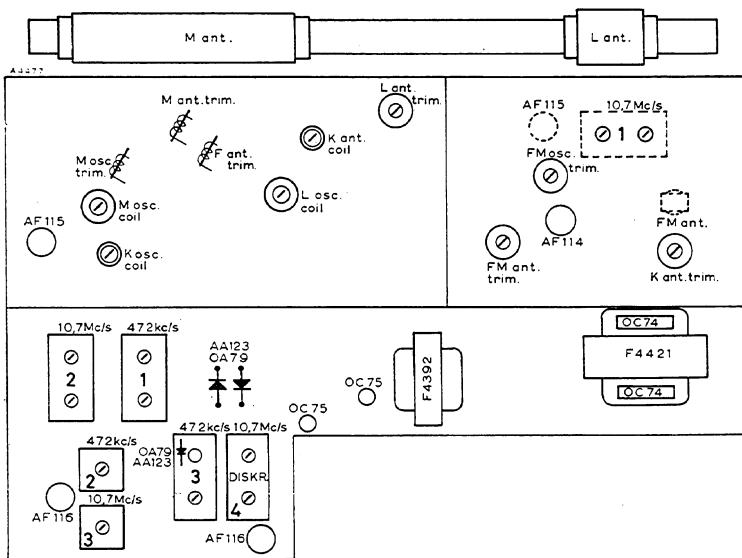 M ant.
L ant.
A4477
L ant.
trim.
M ant.trim.
K ant.
coil
F ant.
trim.
M osc.
trim.
M osc.
coil
L osc.
coil
AF115
K osc.
coil
AF115
10,7Mc/s
1
FM osc.
trim.
AF114
FM ant.
FM ant.
trim.
K ant.trim.
10,7Mc/s
472kc/s
2
1
AA123
OA79
OC75
OC75
F4392
OC74
F4421
OC74
472kc/s
2
10,7Mc/s
3
AF116
472kc/s
10,7Mc/s
OA79
AA123
3
DISKR.
4
AF116